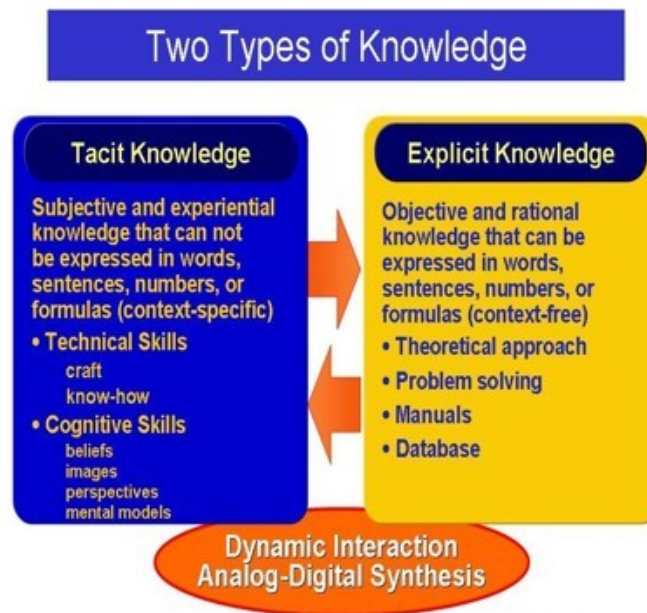 Two Types of Knowledge
Tacit Knowledge
Subjective and experiential
knowledge that can not
be expressed in words,
sentences, numbers, or
formulas (context-specific)
• Technical Skills
craft
know-how
• Cognitive Skills
beliefs
images
perspectives
mental models
Explicit Knowledge
Objective and rational
knowledge that can be
expressed in words,
sentences, numbers, or
formulas (context-free)
• Theoretical approach
• Problem solving
• Manuals
• Database
Dynamic Interaction
Analog-Digital Synthesis